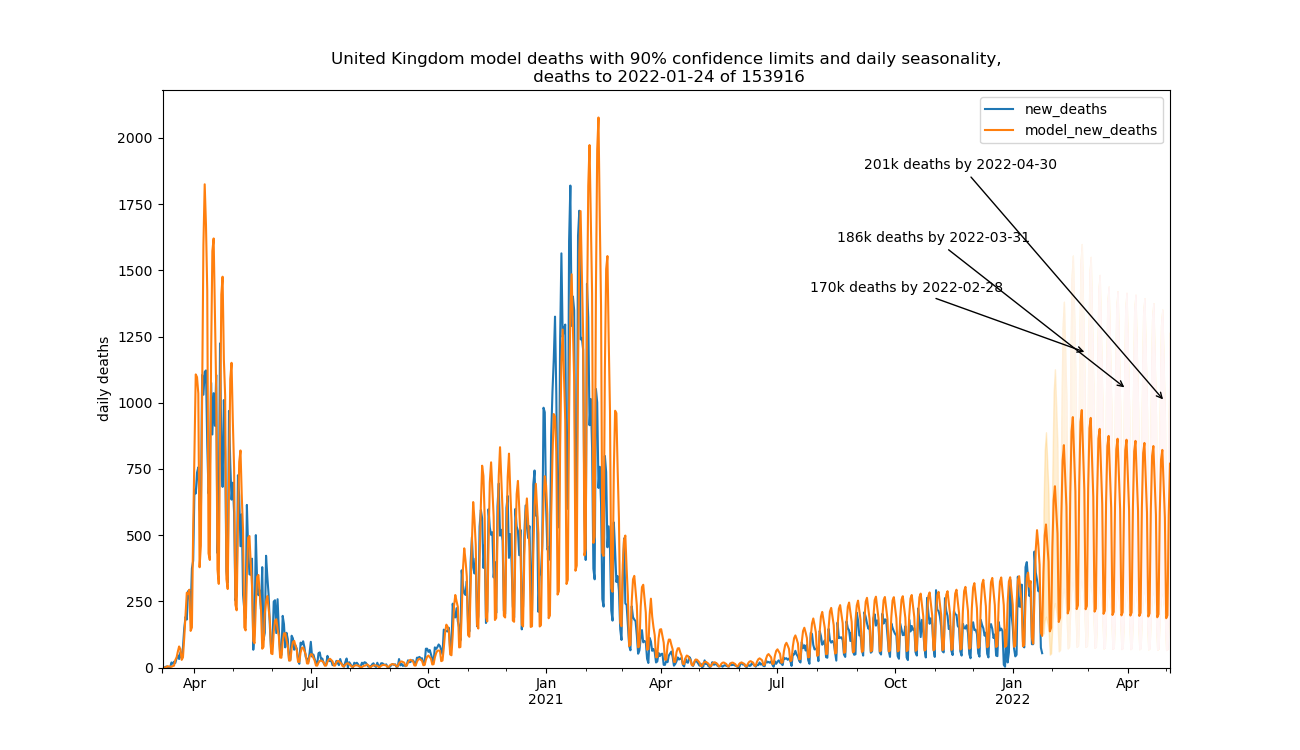 United Kingdom model deaths with 90% confidence limits and daily seasonality,
deaths to 2022-01-24 of 153916
new_deaths
model_new_deaths
201k deaths by 2022-04-30
186k deaths by 2022-03-31
170k deaths by 2022-02-28
daily deaths
2000
1750
1500
1250
1000
750
500
250
0
Apr
Jul
Oct
Jan
2021
Apr
Jul
Oct
Jan
2022
Apr